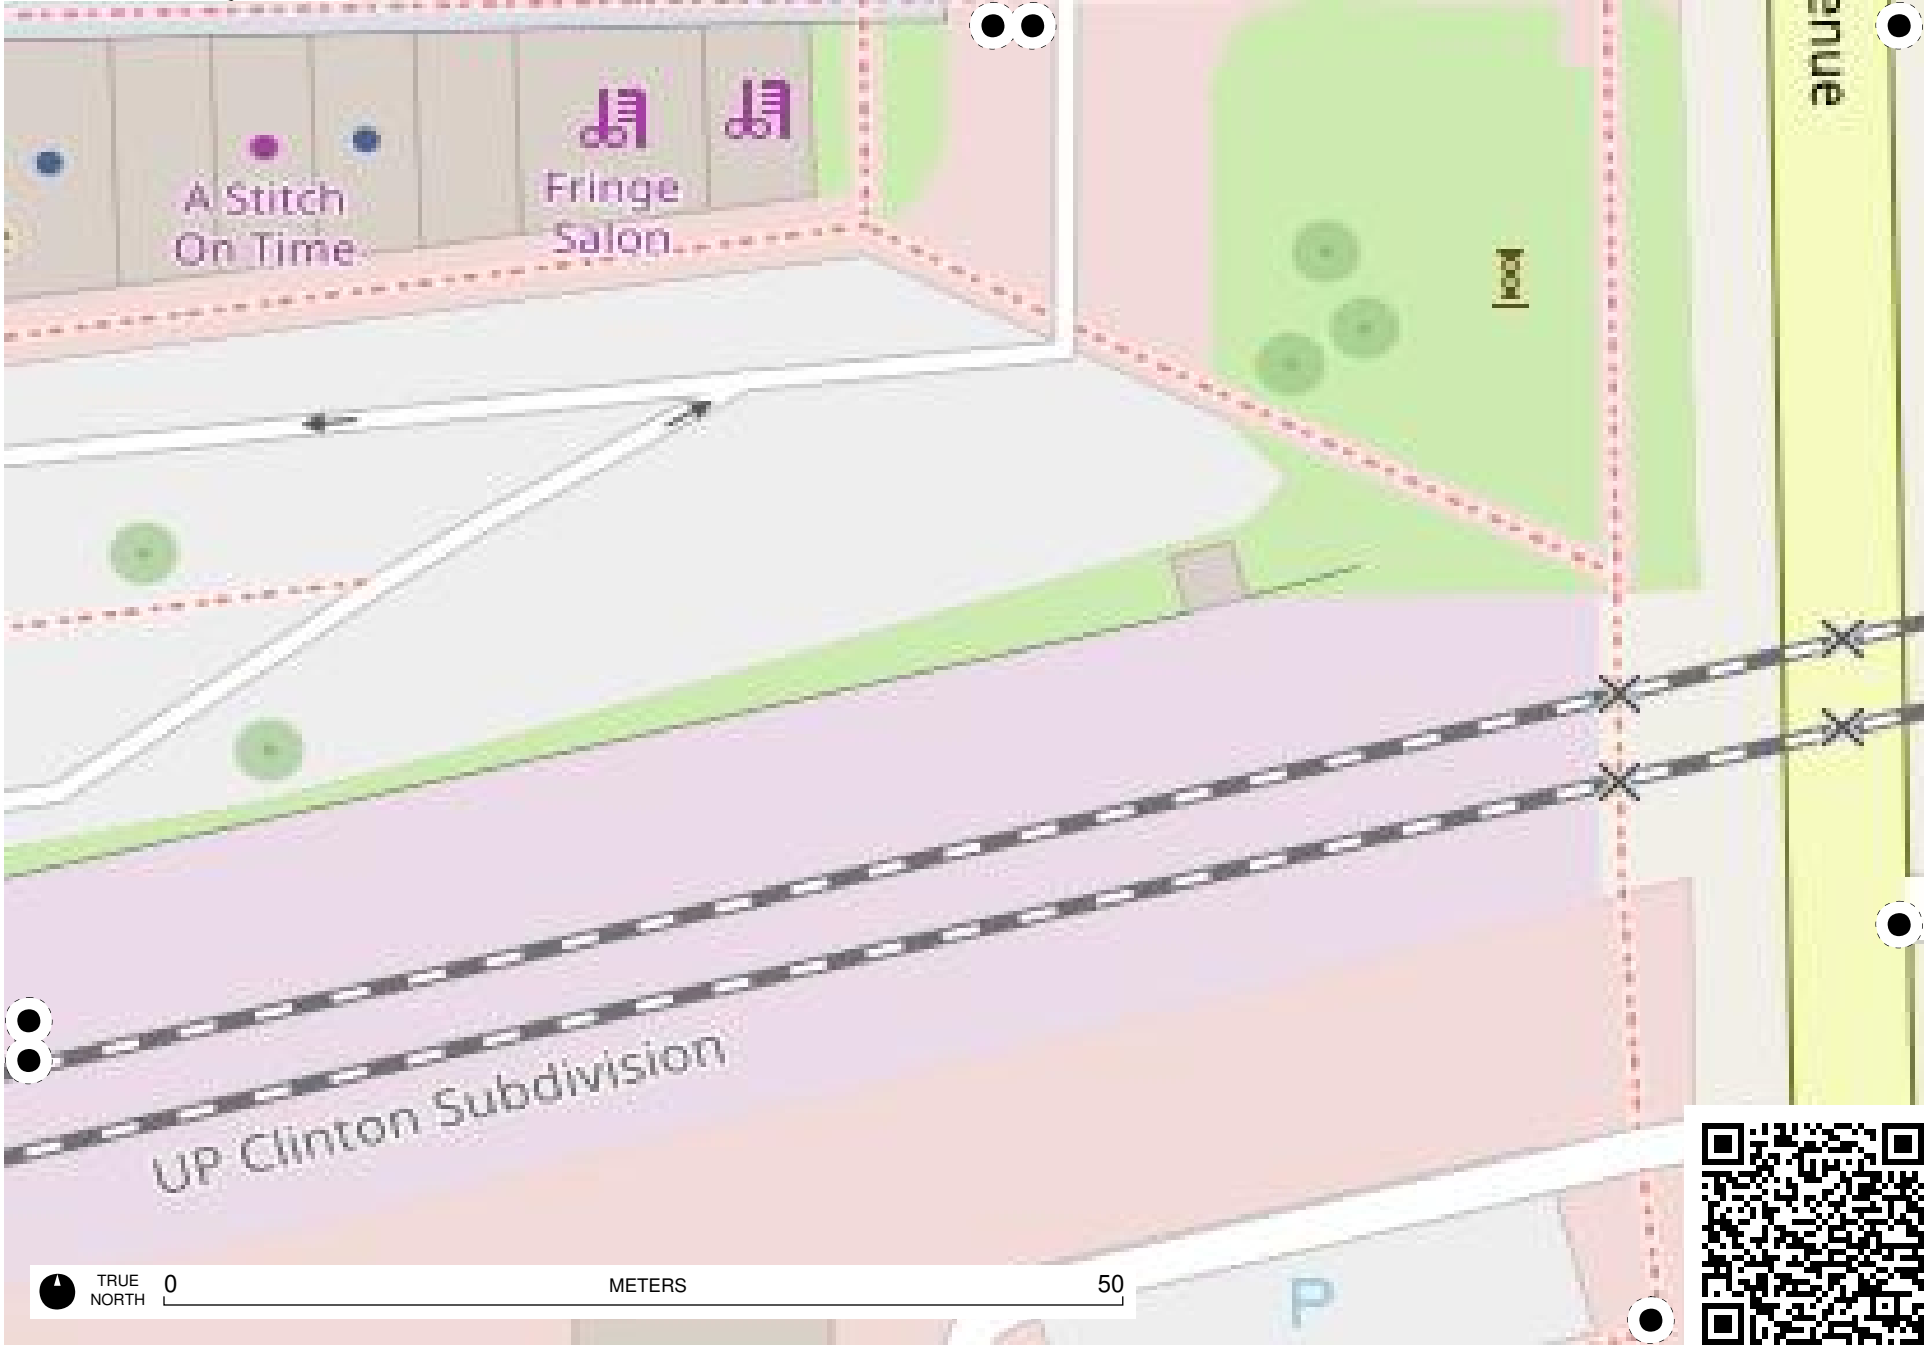 enue
A Stitch
On Time
Fringe
Salon
UP Clinton Subdivision
TRUE
NORTH
0
METERS
50
P